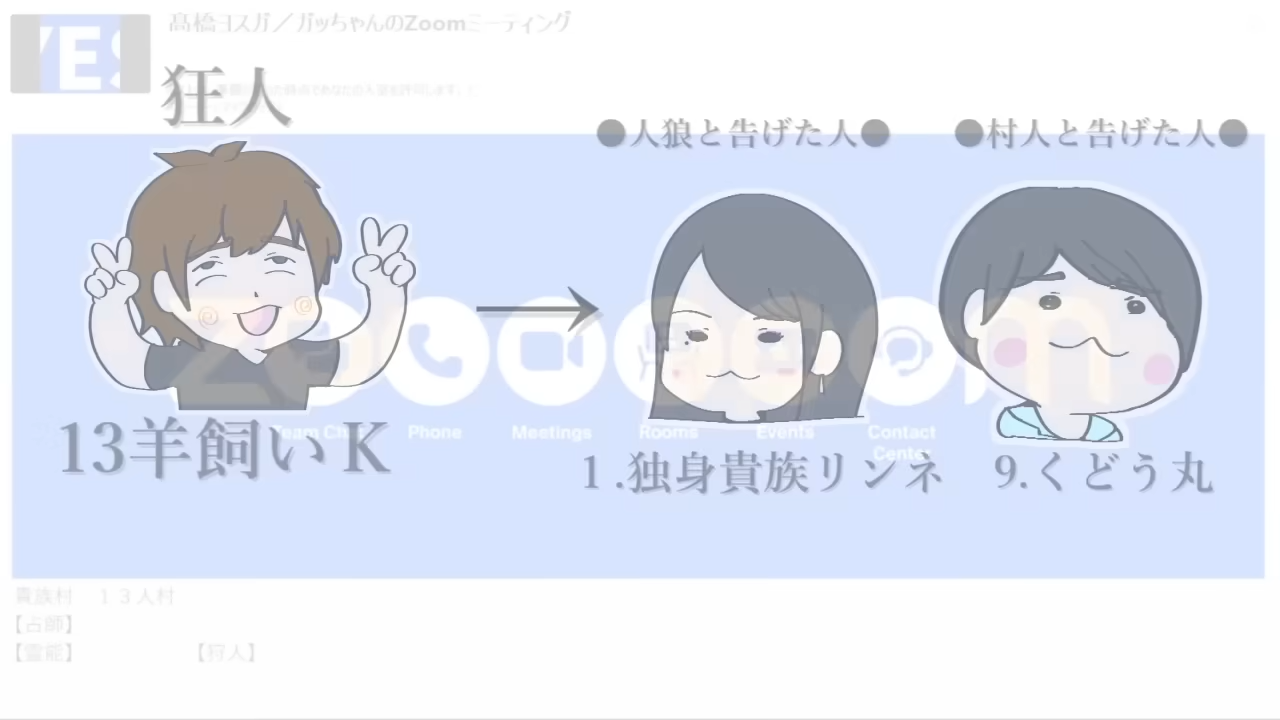 YES
髙橋ヨスガ／ガッちゃんのZoomミーティング
狂人
●人狼と告げた人●
●村人と告げた人●
zoom
Phone
Meetings
Rooms
Events
Contact
Center
13羊飼いK
1.独身貴族リンネ
9.くどう丸
貴族村 13人村
【占師】
【霊能】 【狩人】